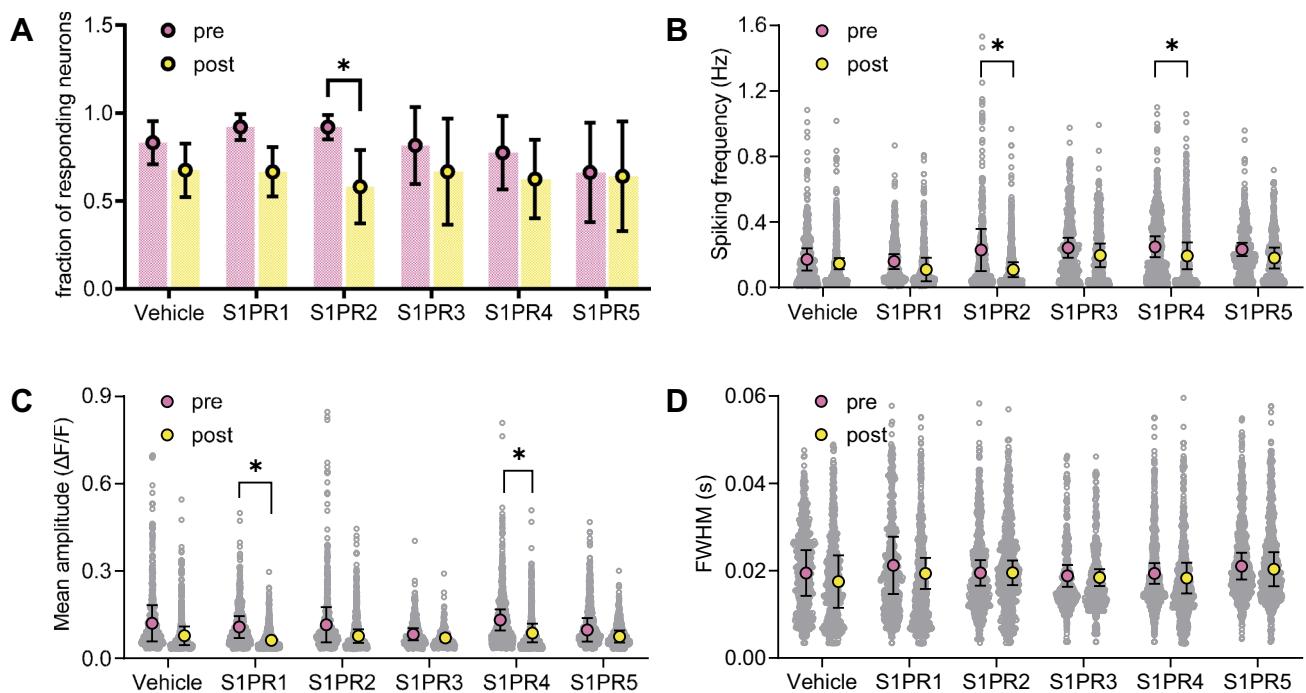 A
fraction of responding neurons
1.5
1.0
0.5
0.0
pre
post
*
Vehicle S1PR1 S1PR2 S1PR3 S1PR4 S1PR5
B
Spiking frequency (Hz)
1.6
1.2
0.8
0.4
0.0
pre
post
* *
Vehicle S1PR1 S1PR2 S1PR3 S1PR4 S1PR5
C
Mean amplitude (ΔF/F)
0.9
0.6
0.3
0.0
pre
post
* *
Vehicle S1PR1 S1PR2 S1PR3 S1PR4 S1PR5
D
FWHM (s)
0.06
0.04
0.02
0.00
pre
post
Vehicle S1PR1 S1PR2 S1PR3 S1PR4 S1PR5